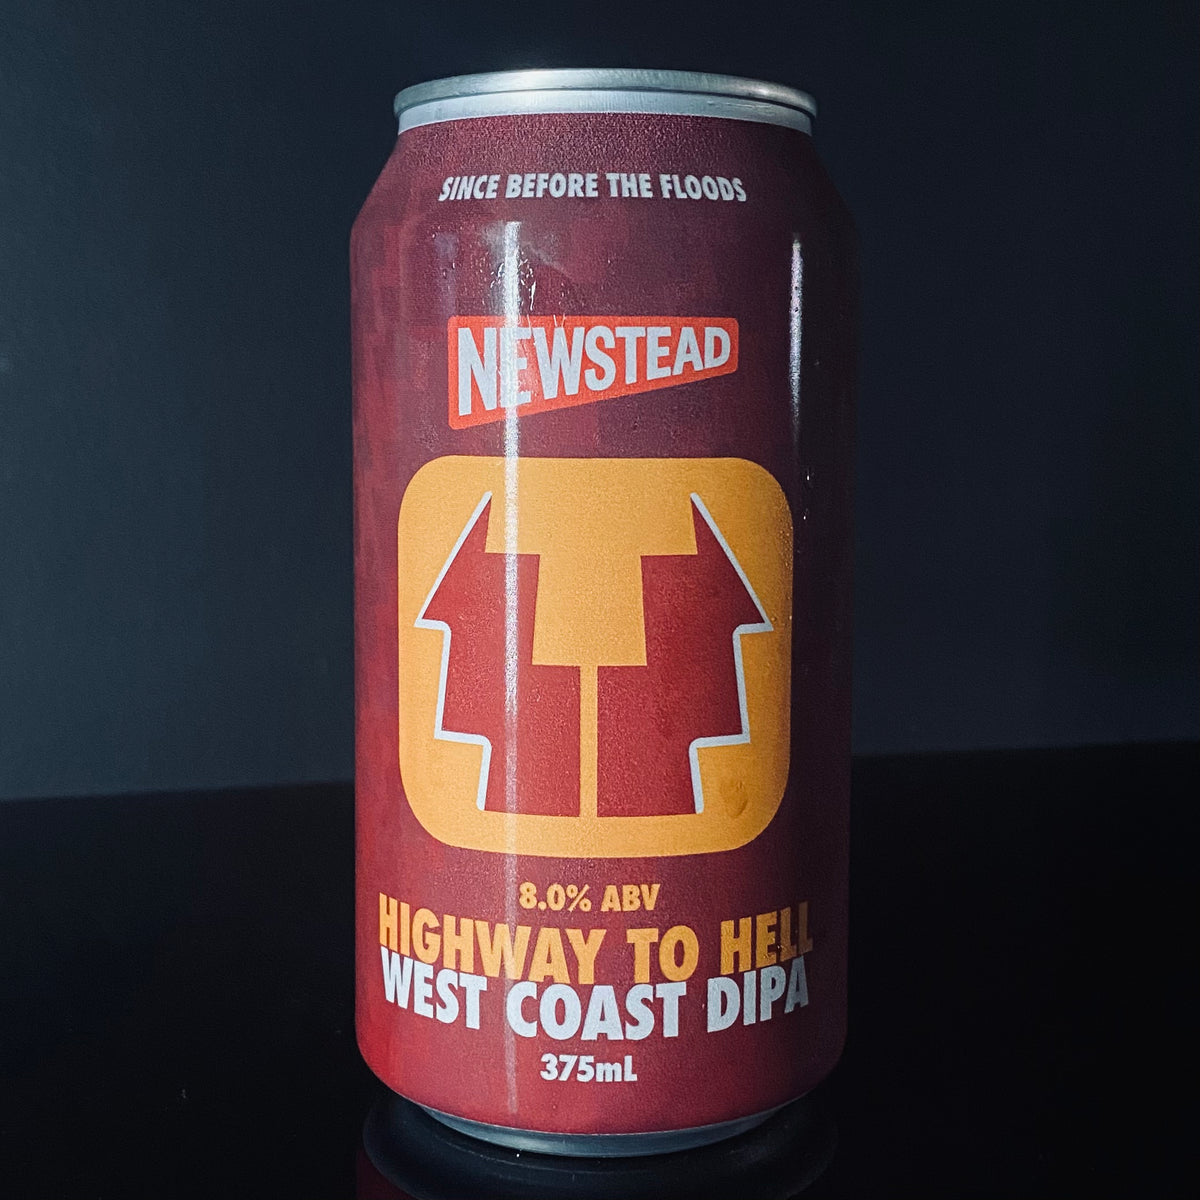 SINCE BEFORE THE FLOODS
NEWSTEAD
8.0% ABV
HIGHWAY TO HELL
WEST COAST DIPA
375mL